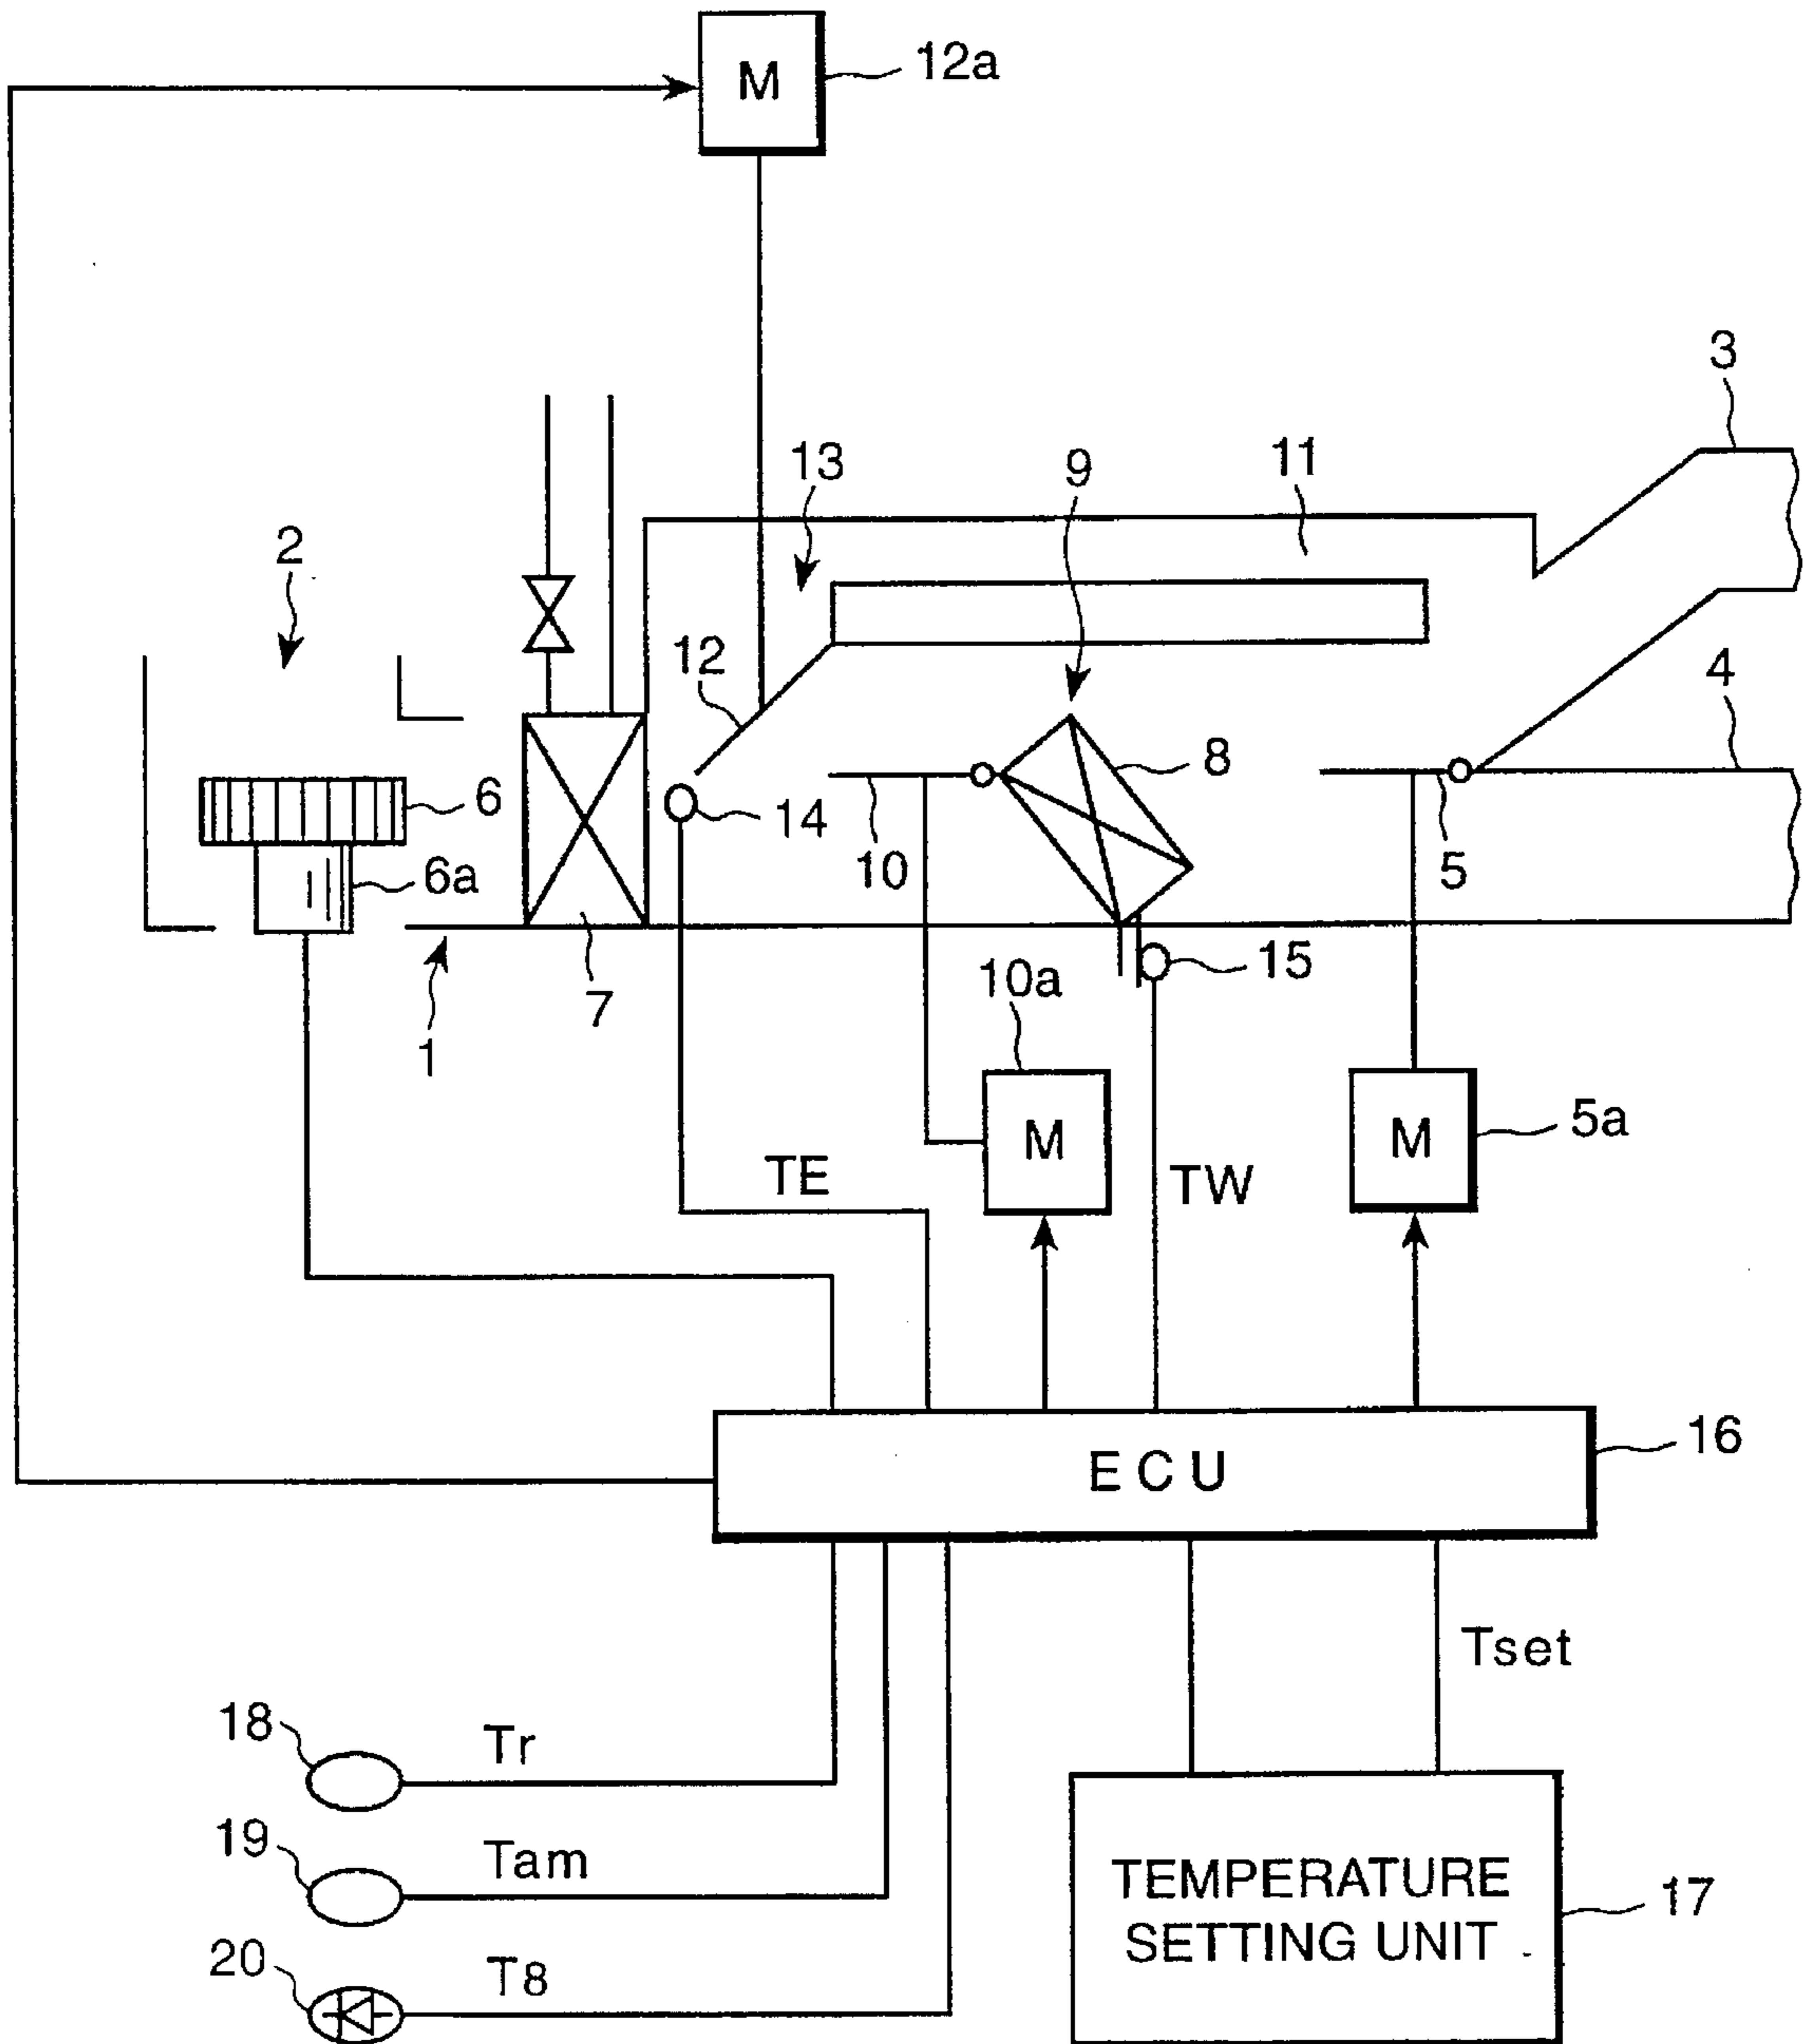 M
12a
3
13
9
11
2
12
4
8
6
14
10
5
6a
15
7
10a
1
M
5a
M
TE
TW
ECU
16
Tset
18
Tr
19
Tam
TEMPERATURE
SETTING UNIT
17
20
T8